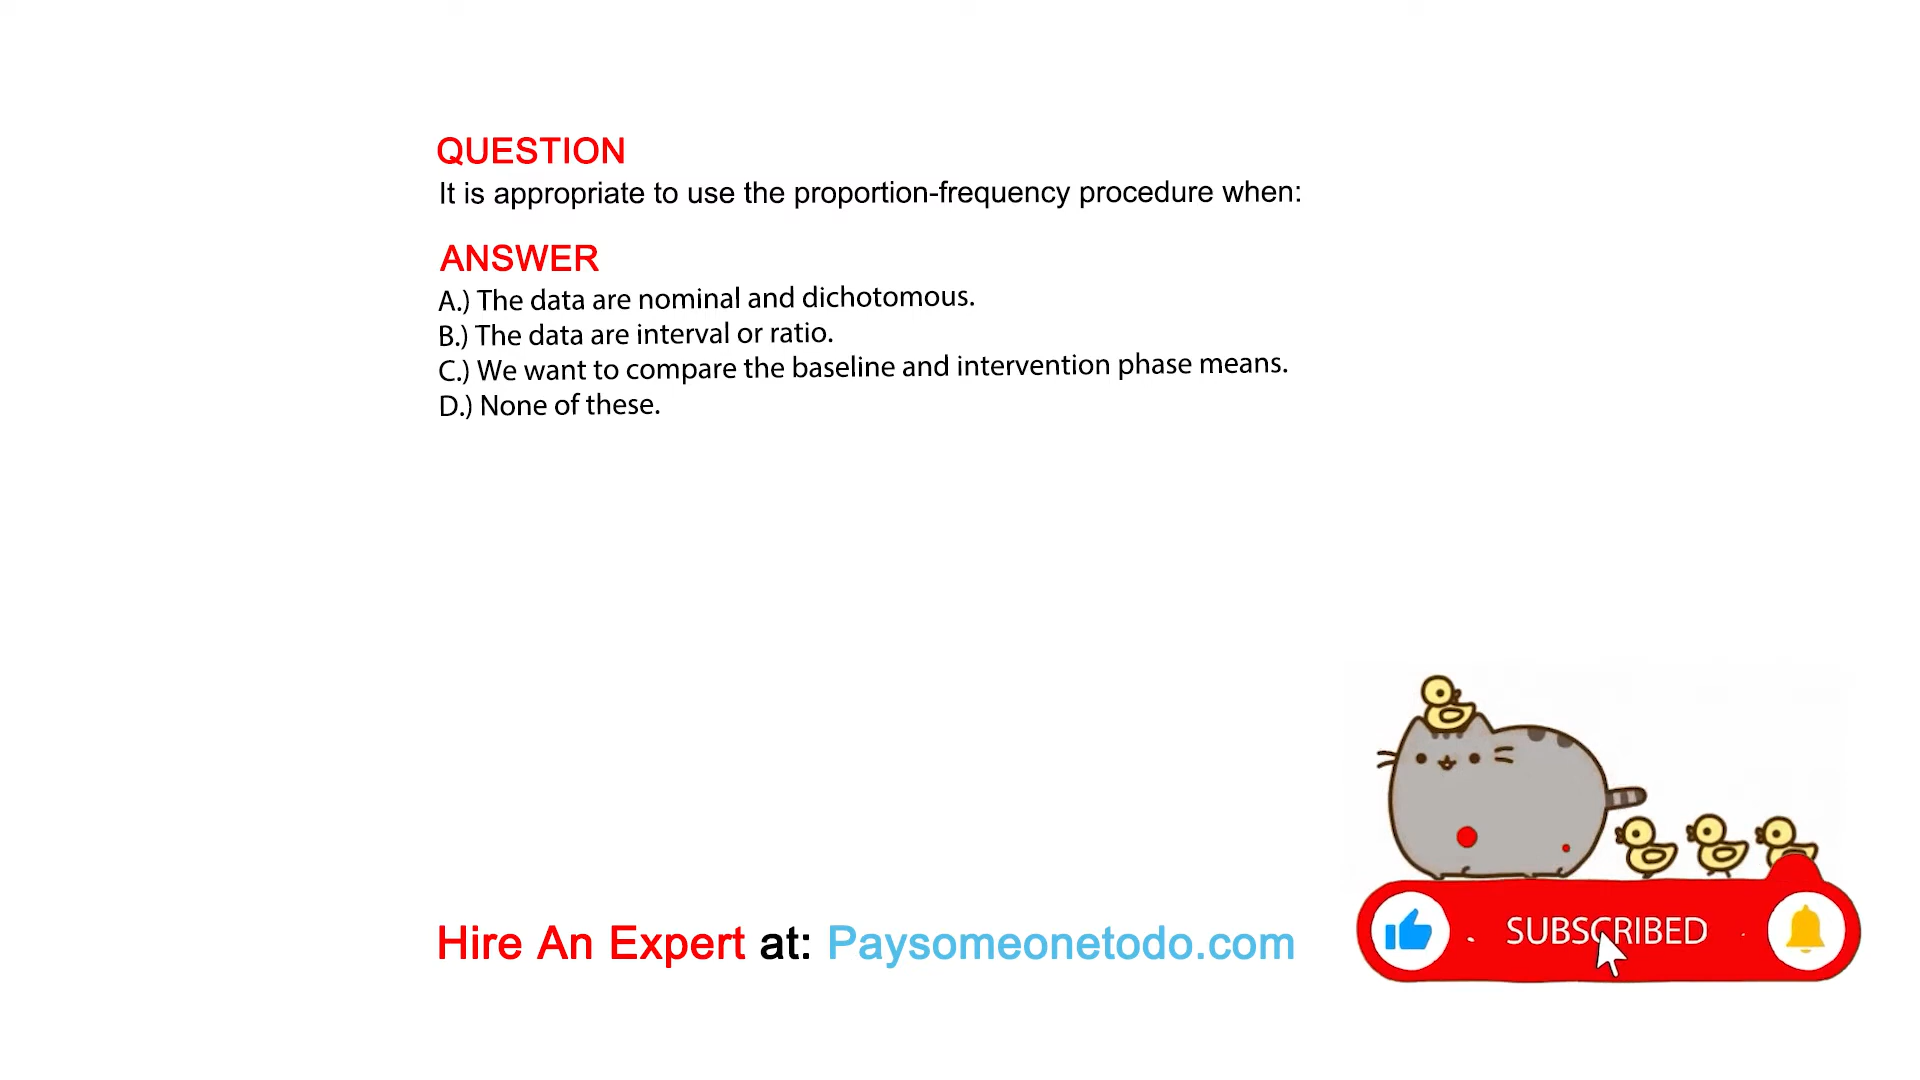 QUESTION
It is appropriate to use the proportion-frequency procedure when:
ANSWER
A.) The data are nominal and dichotomous.
B.) The data are interval or ratio.
C.) We want to compare the baseline and intervention phase means.
D.) None of these.
Hire An Expert at: Paysomeonetodo.com
SUBSCRIBED